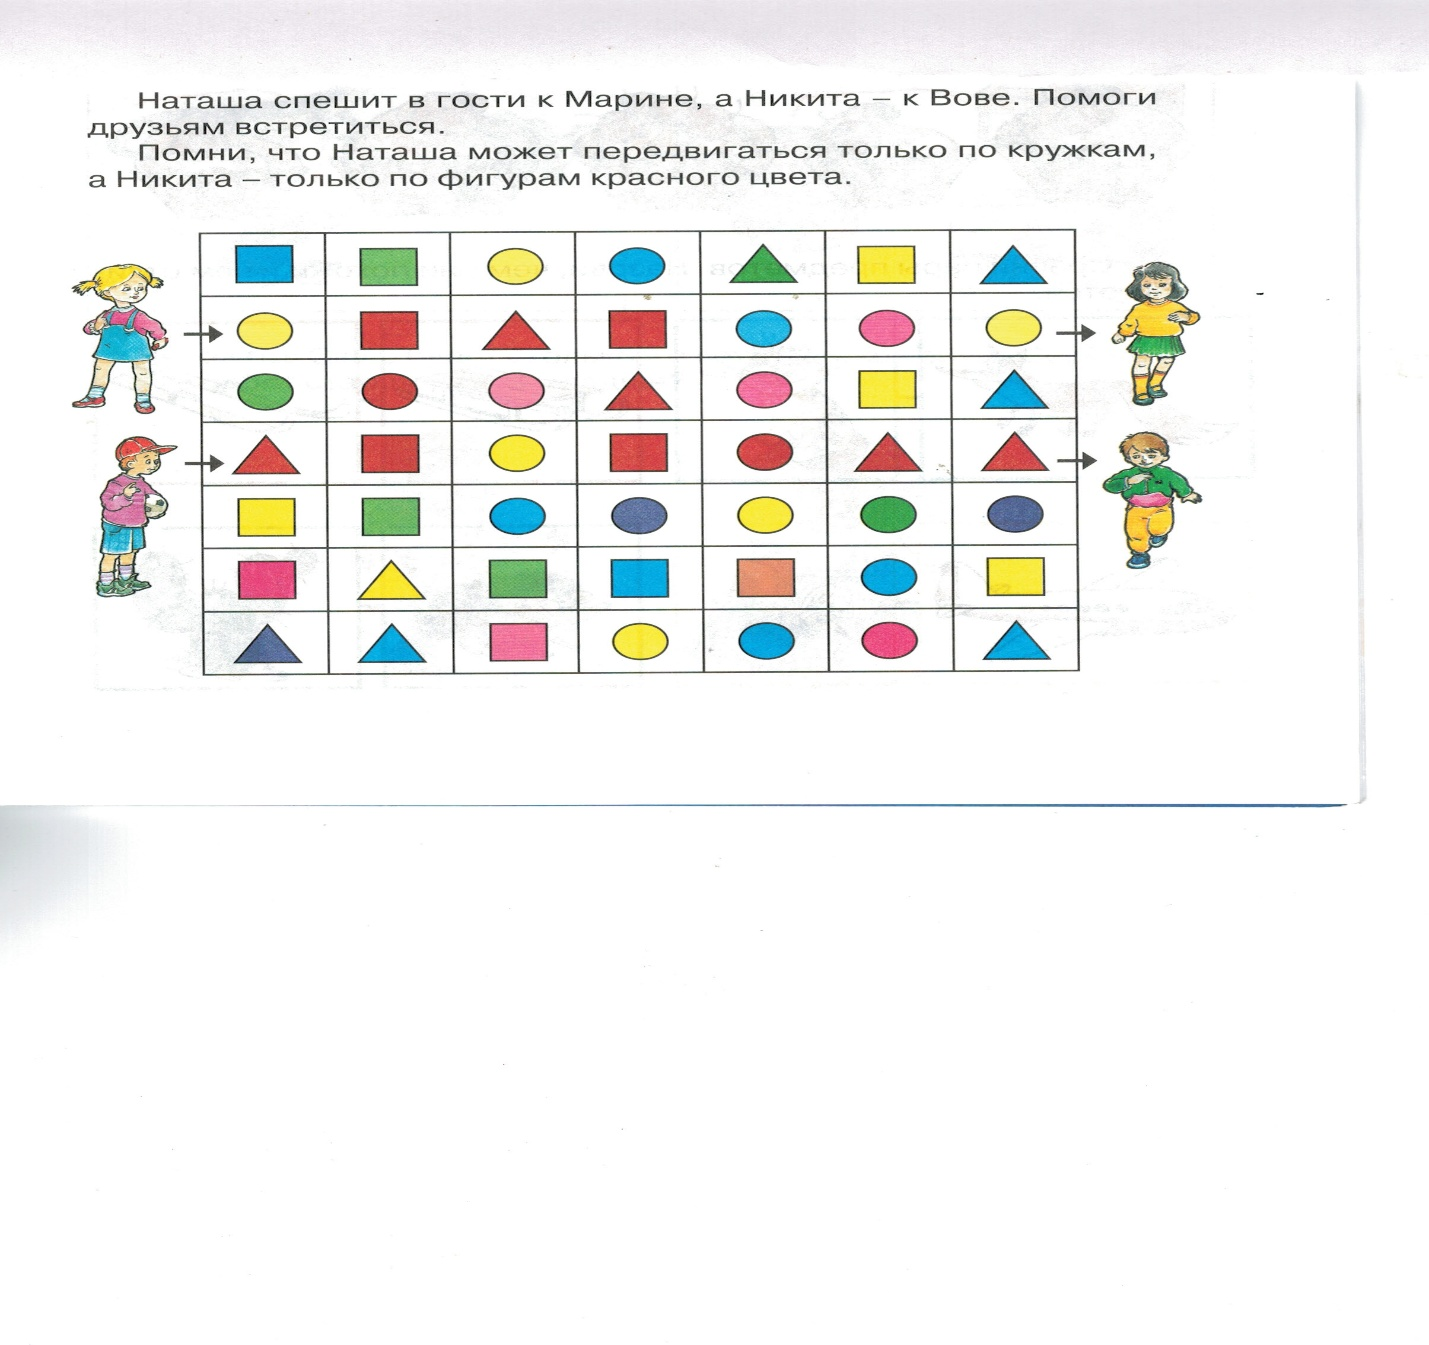 Наташа спешит в гости к Марине, а Никита – к Вове. Помоги
друзьям встретиться.
Помни, что Наташа может передвигаться только по кружкам,
а Никита – только по фигурам красного цвета.